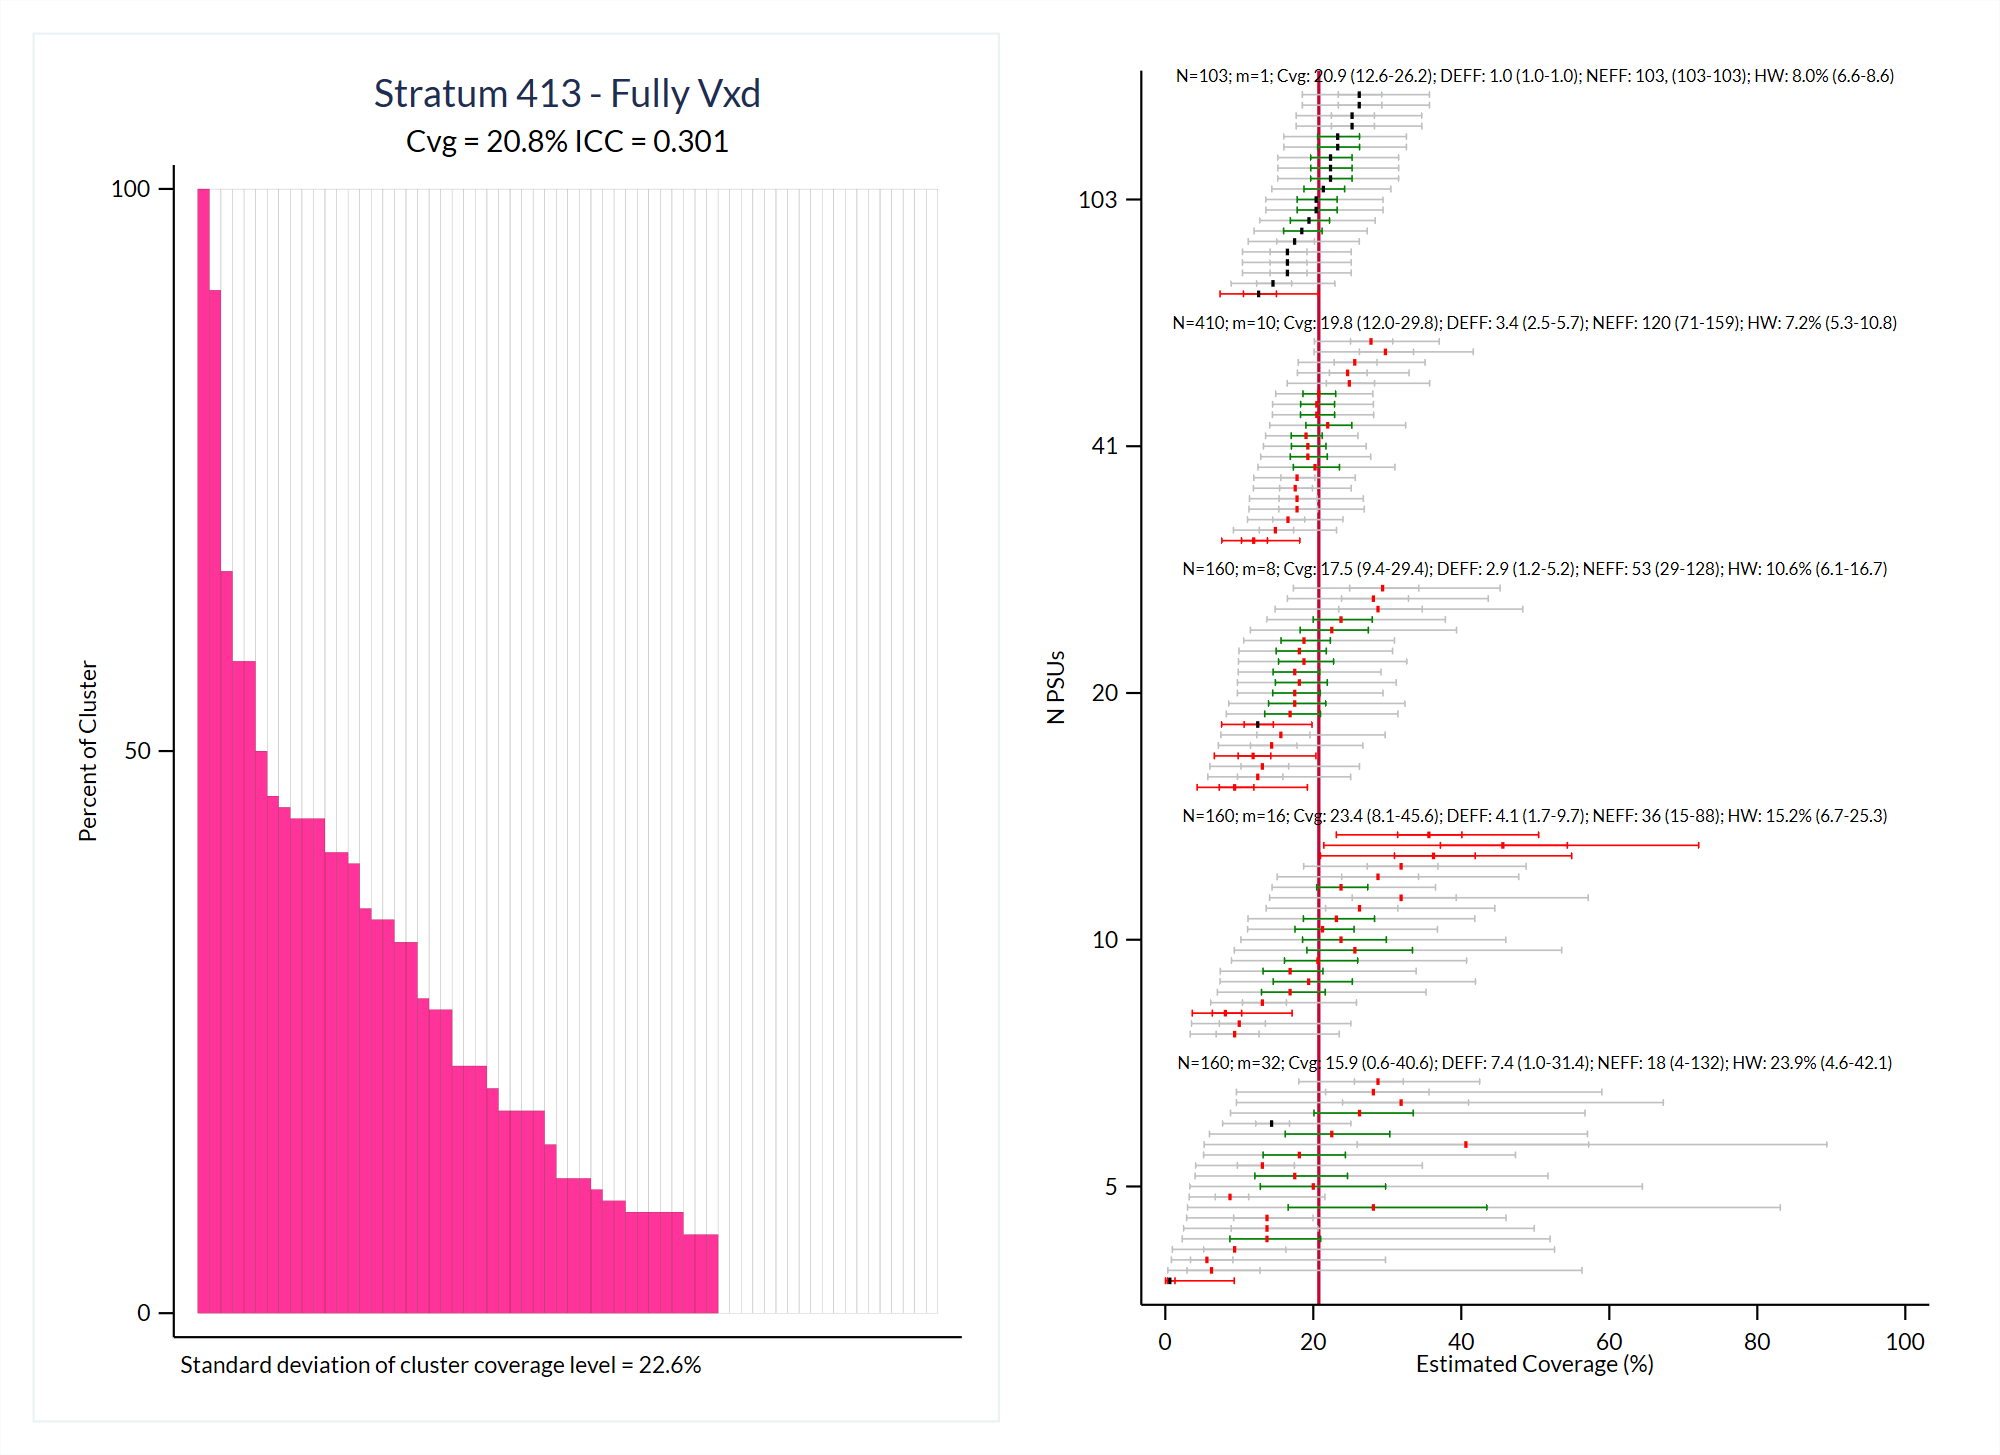 Stratum 413 - Fully Vxd
Cvg = 20.8% ICC = 0.301
Percent of Cluster
100
50
0
Standard deviation of cluster coverage level = 22.6%
N PSUs
N=103; m=1; Cvg: 20.9 (12.6-26.2); DEFF: 1.0 (1.0-1.0); NEFF: 103, (103-103); HW: 8.0% (6.6-8.6)
103
N=410; m=10; Cvg: 19.8 (12.0-29.8); DEFF: 3.4 (2.5-5.7); NEFF: 120 (71-159); HW: 7.2% (5.3-10.8)
41
N=160; m=8; Cvg: 17.5 (9.4-29.4); DEFF: 2.9 (1.2-5.2); NEFF: 53 (29-128); HW: 10.6% (6.1-16.7)
20
N=160; m=16; Cvg: 23.4 (8.1-45.6); DEFF: 4.1 (1.7-9.7); NEFF: 36 (15-88); HW: 15.2% (6.7-25.3)
10
N=160; m=32; Cvg: 15.9 (0.6-40.6); DEFF: 7.4 (1.0-31.4); NEFF: 18 (4-132); HW: 23.9% (4.6-42.1)
5
0 20 40 60 80 100
Estimated Coverage (%)